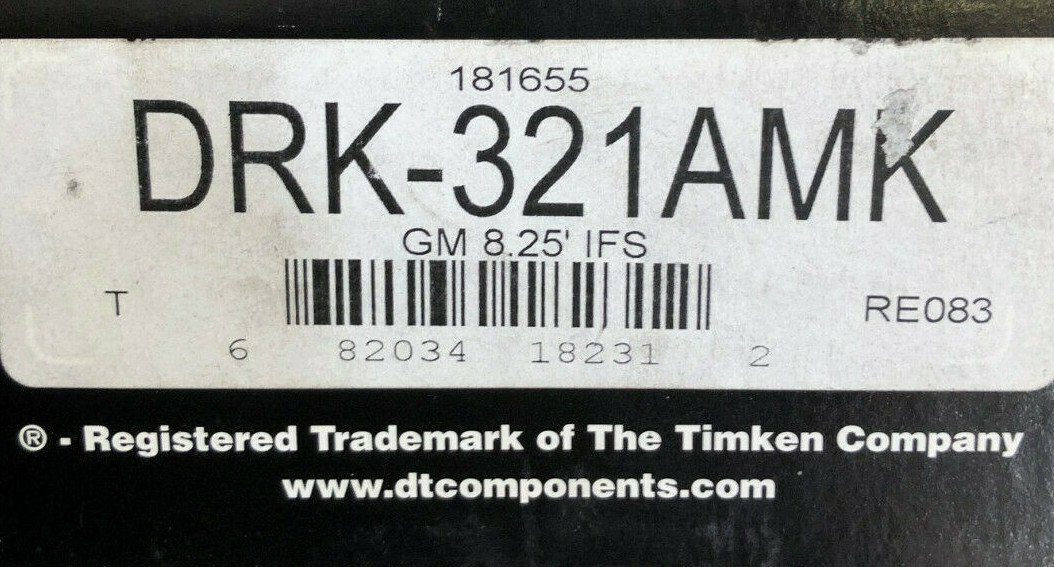 181655
DRK-321AMK
GM 8.25' IFS
T RE083
6 82034 18231 2
® - Registered Trademark of The Timken Company
www.dtcomponents.com